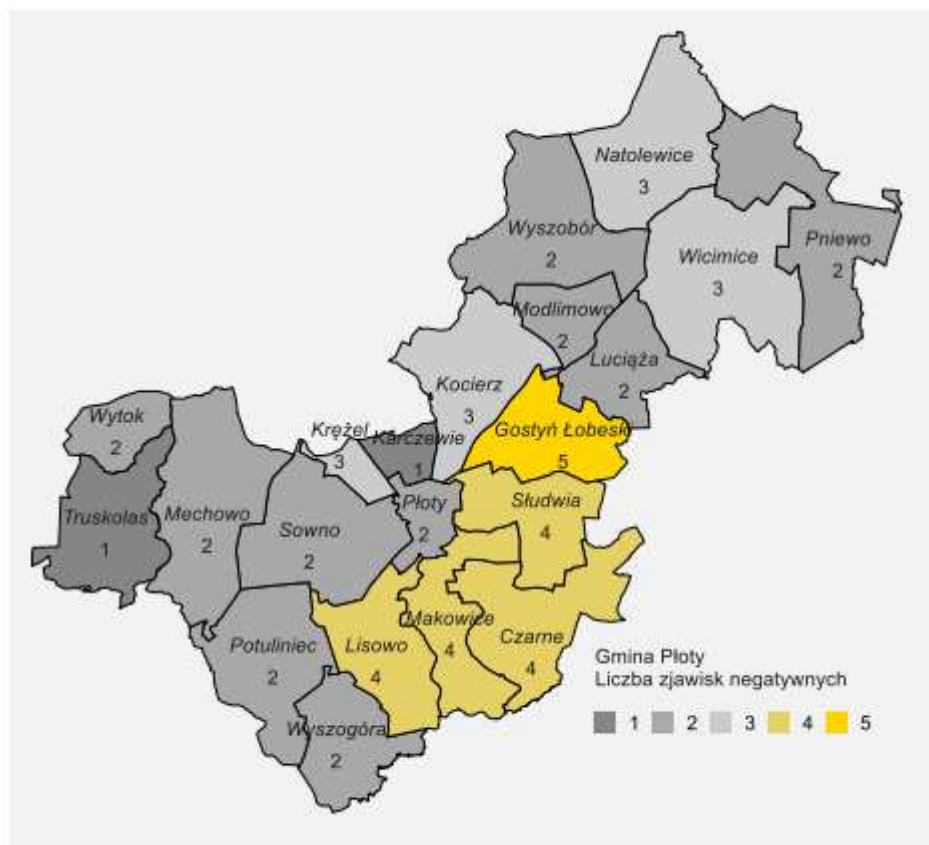 Natolewice
3
Wyszobór
2
Wicimice
3
Pniewo
2
Modlimowo
2
Luciąża
2
Kocierz
3
Gostyń Łobeski
5
Wytok
2
Krężel
3
Karczewie
1
Truskolas
1
Mechowo
2
Sowno
2
Płoty
2
Słudwia
4
Potuliniec
2
Lisowo
4
Makowice
4
Czarne
4
Wyszogóra
2
Gmina Płoty
Liczba zjawisk negatywnych
1 2 3 4 5